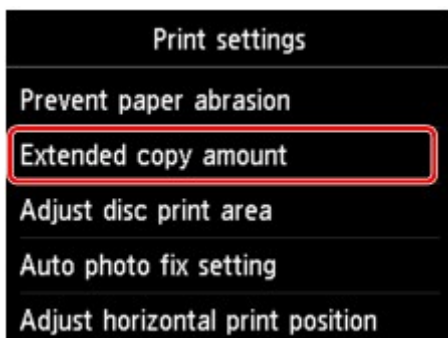 Print settings
Prevent paper abrasion
Extended copy amount
Adjust disc print area
Auto photo fix setting
Adjust horizontal print position